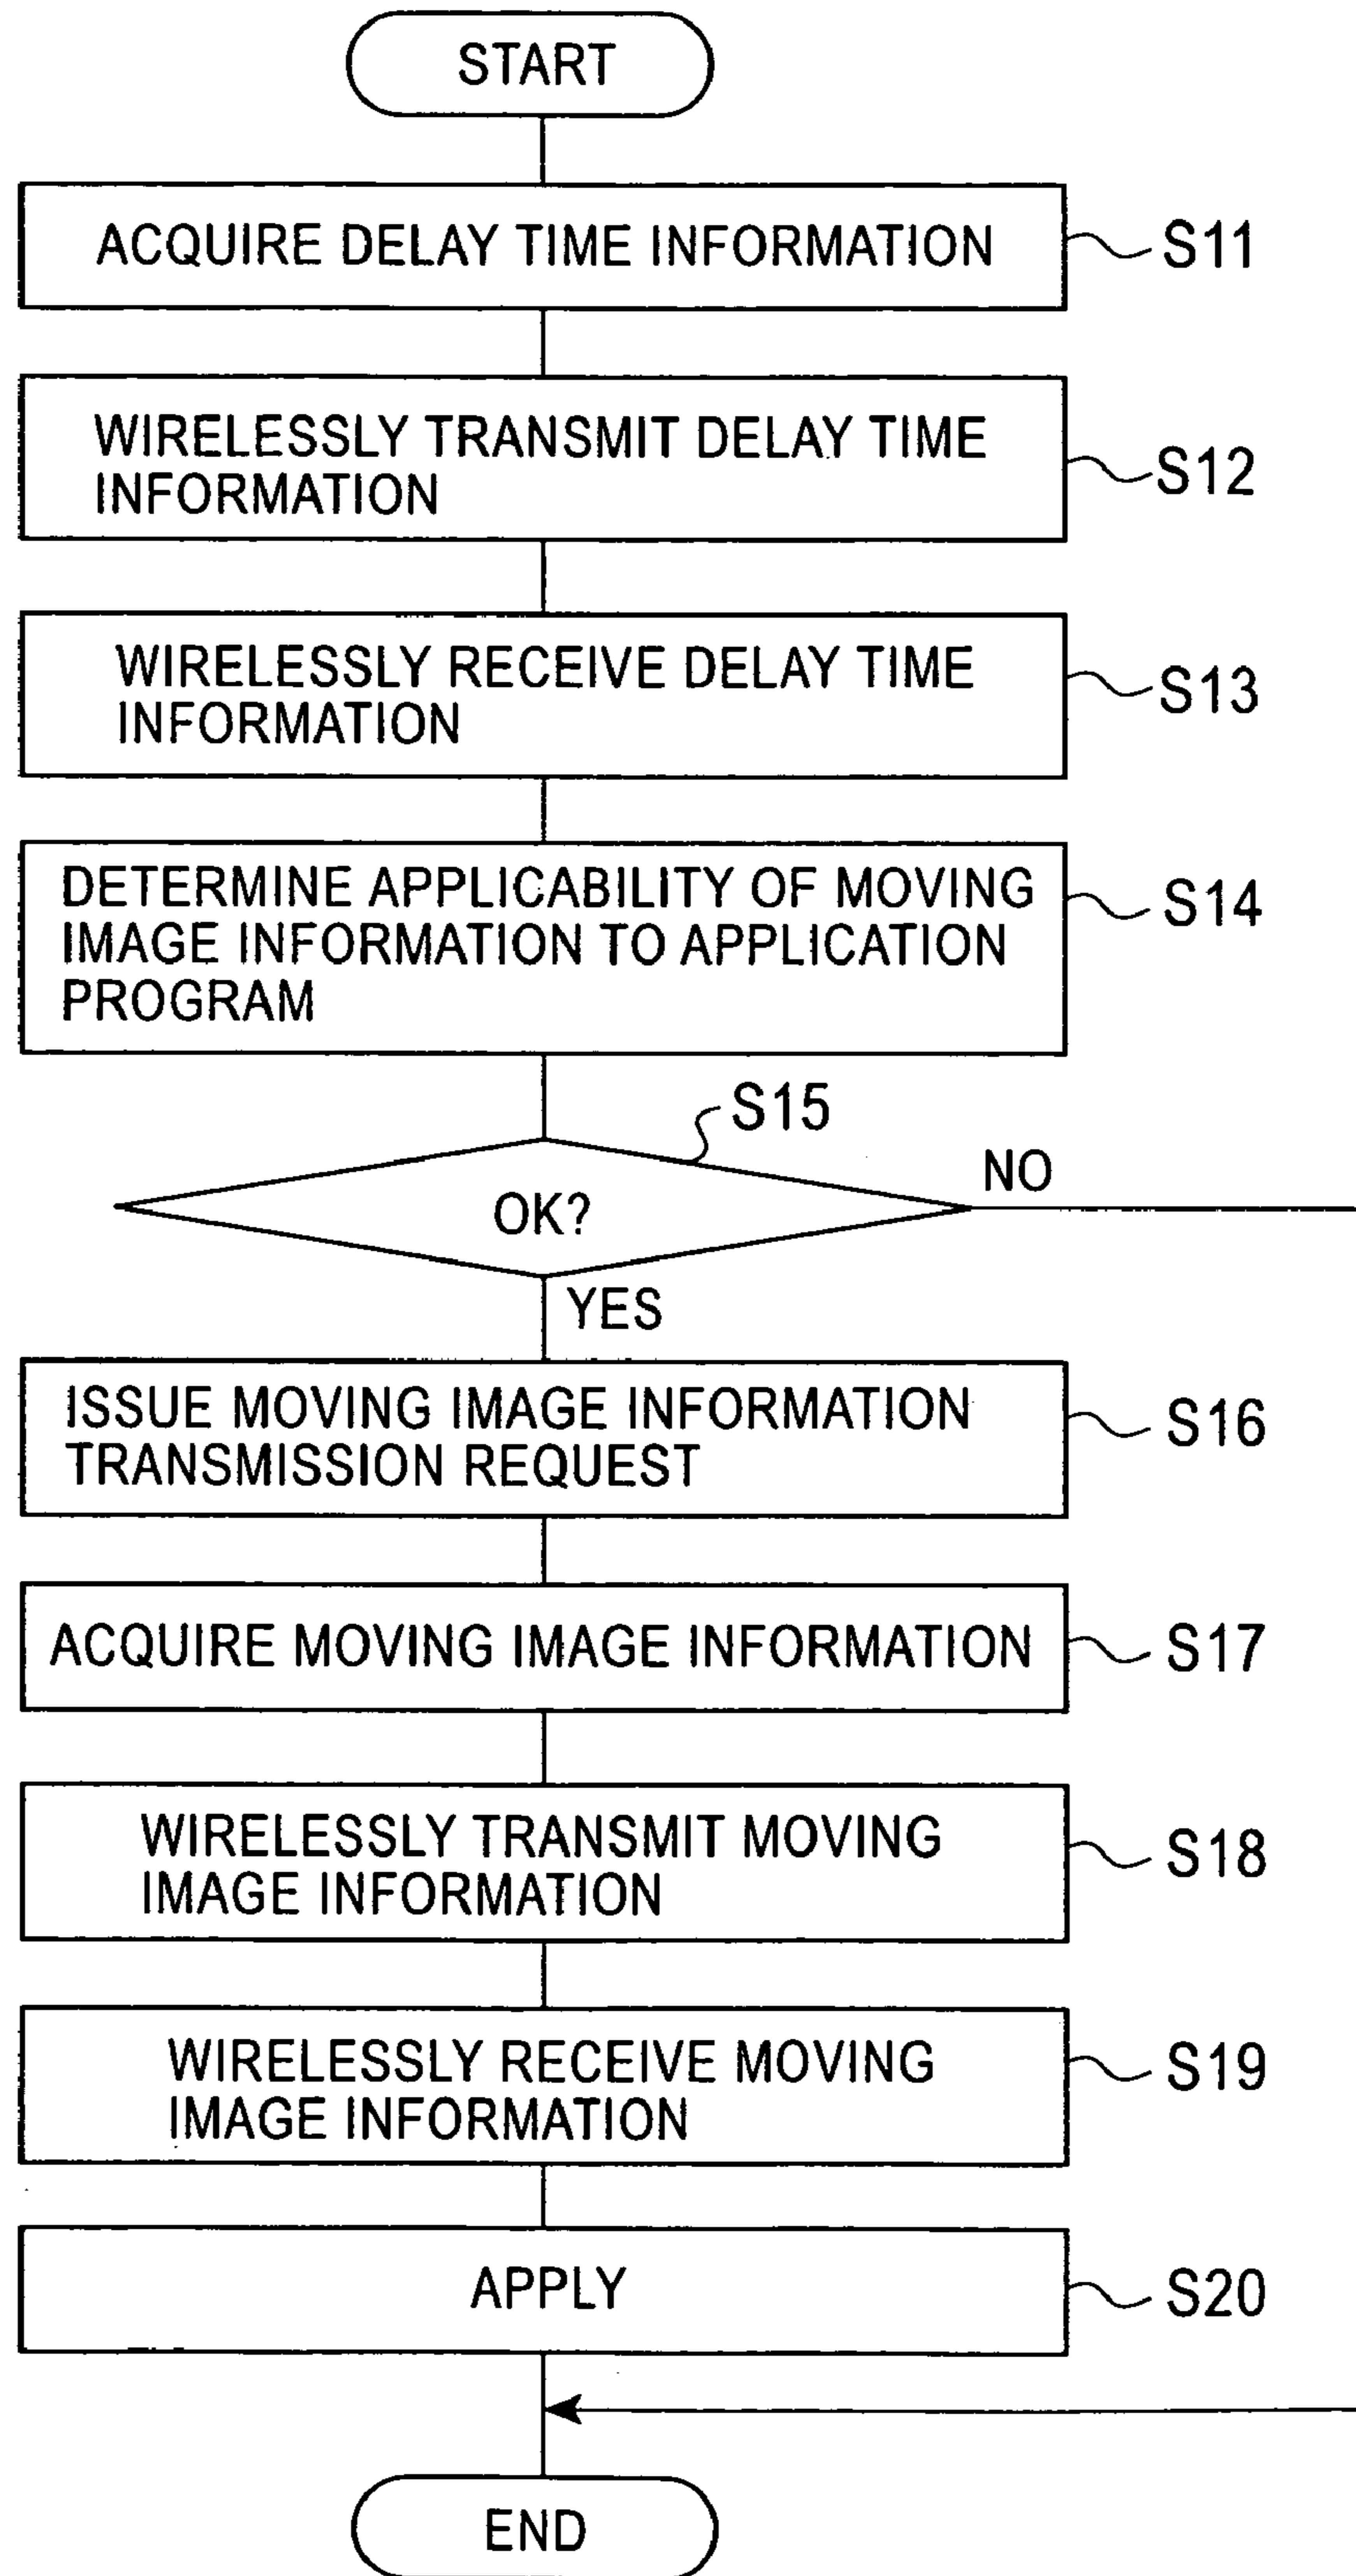 START
ACQUIRE DELAY TIME INFORMATION
S11
WIRELESSLY TRANSMIT DELAY TIME
INFORMATION
S12
WIRELESSLY RECEIVE DELAY TIME
INFORMATION
S13
DETERMINE APPLICABILITY OF MOVING
IMAGE INFORMATION TO APPLICATION
PROGRAM
S14
S15
OK?
NO
YES
ISSUE MOVING IMAGE INFORMATION
TRANSMISSION REQUEST
S16
ACQUIRE MOVING IMAGE INFORMATION
S17
WIRELESSLY TRANSMIT MOVING
IMAGE INFORMATION
S18
WIRELESSLY RECEIVE MOVING
IMAGE INFORMATION
S19
APPLY
S20
END